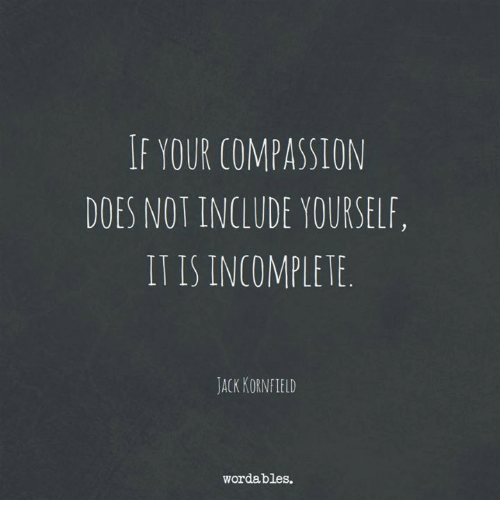 IF YOUR COMPASSION
DOES NOT INCLUDE YOURSELF,
IT IS INCOMPLETE.
JACK KORNFIELD
wordables.